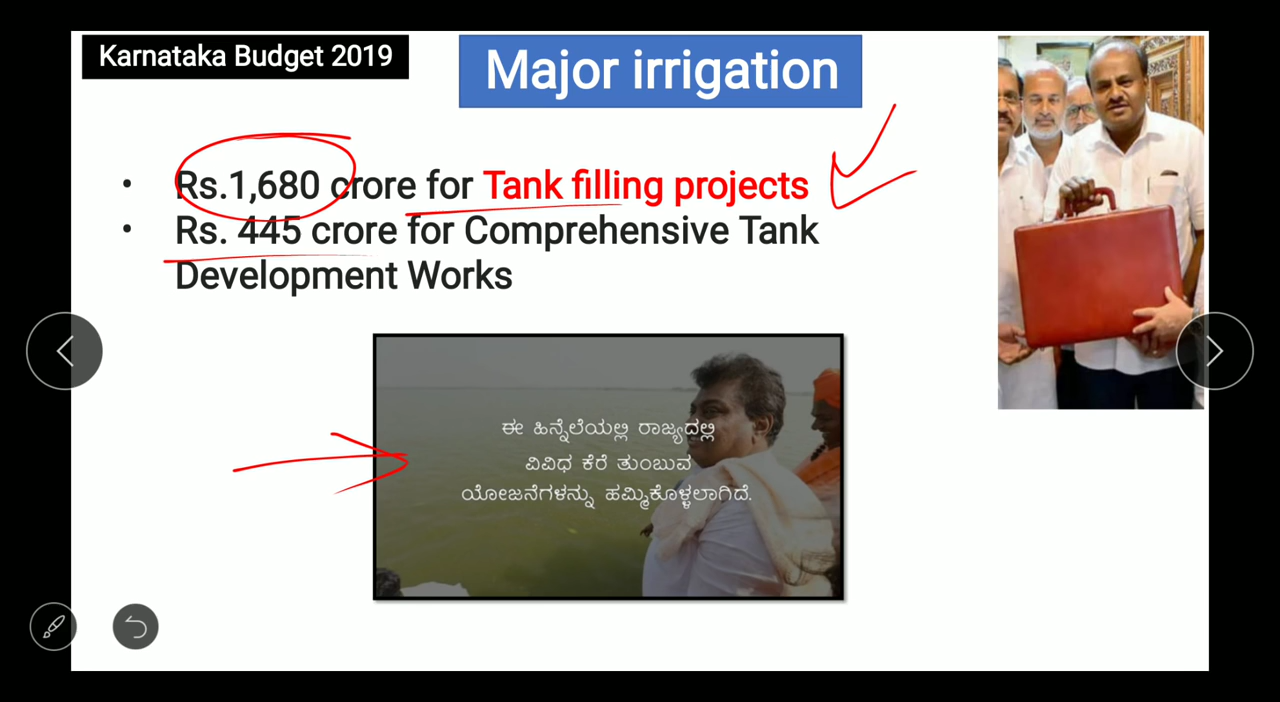 Karnataka Budget 2019
Major irrigation
• Rs.1,680 crore for Tank filling projects
• Rs. 445 crore for Comprehensive Tank
Development Works
ಈ ಹಿನ್ನೆಲೆಯಲ್ಲಿ ರಾಜ್ಯದಲ್ಲಿ
ವಿವಿಧ ಕೆರೆ ತುಂಬುವ
ಯೋಜನೆಗಳನ್ನು ಹಮ್ಮಿಕೊಳ್ಳಲಾಗಿದೆ.